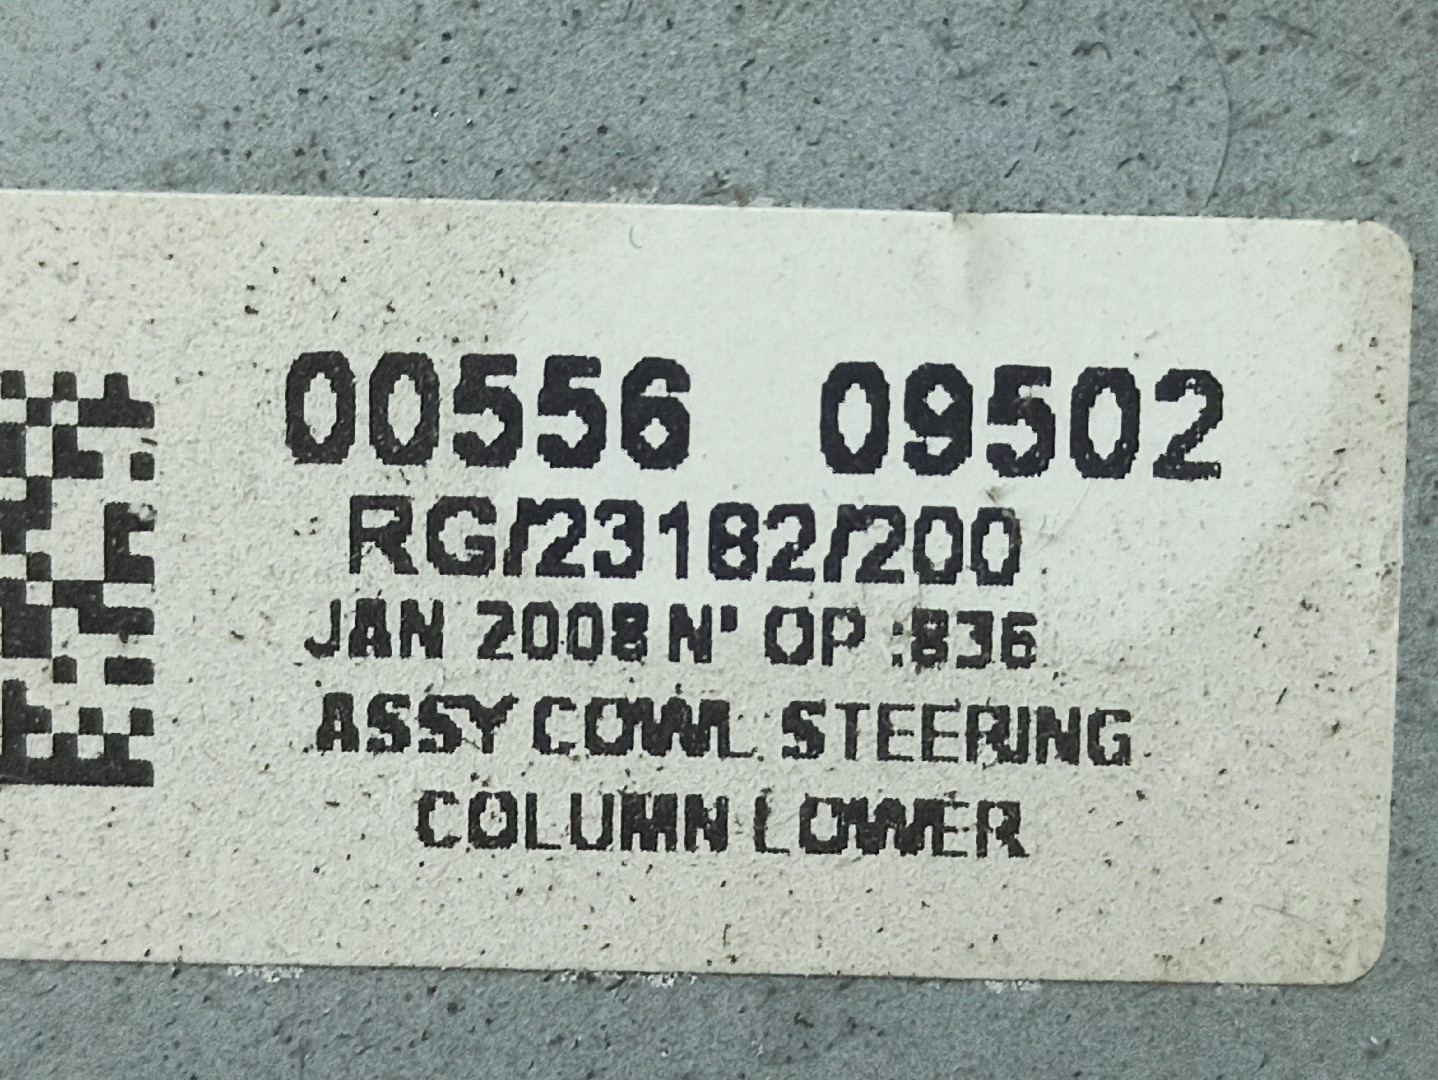 00556 09502
RG/23182/200
JAN 2008 N' OP :836
ASSY COWL STEERING
COLUMN LOWER